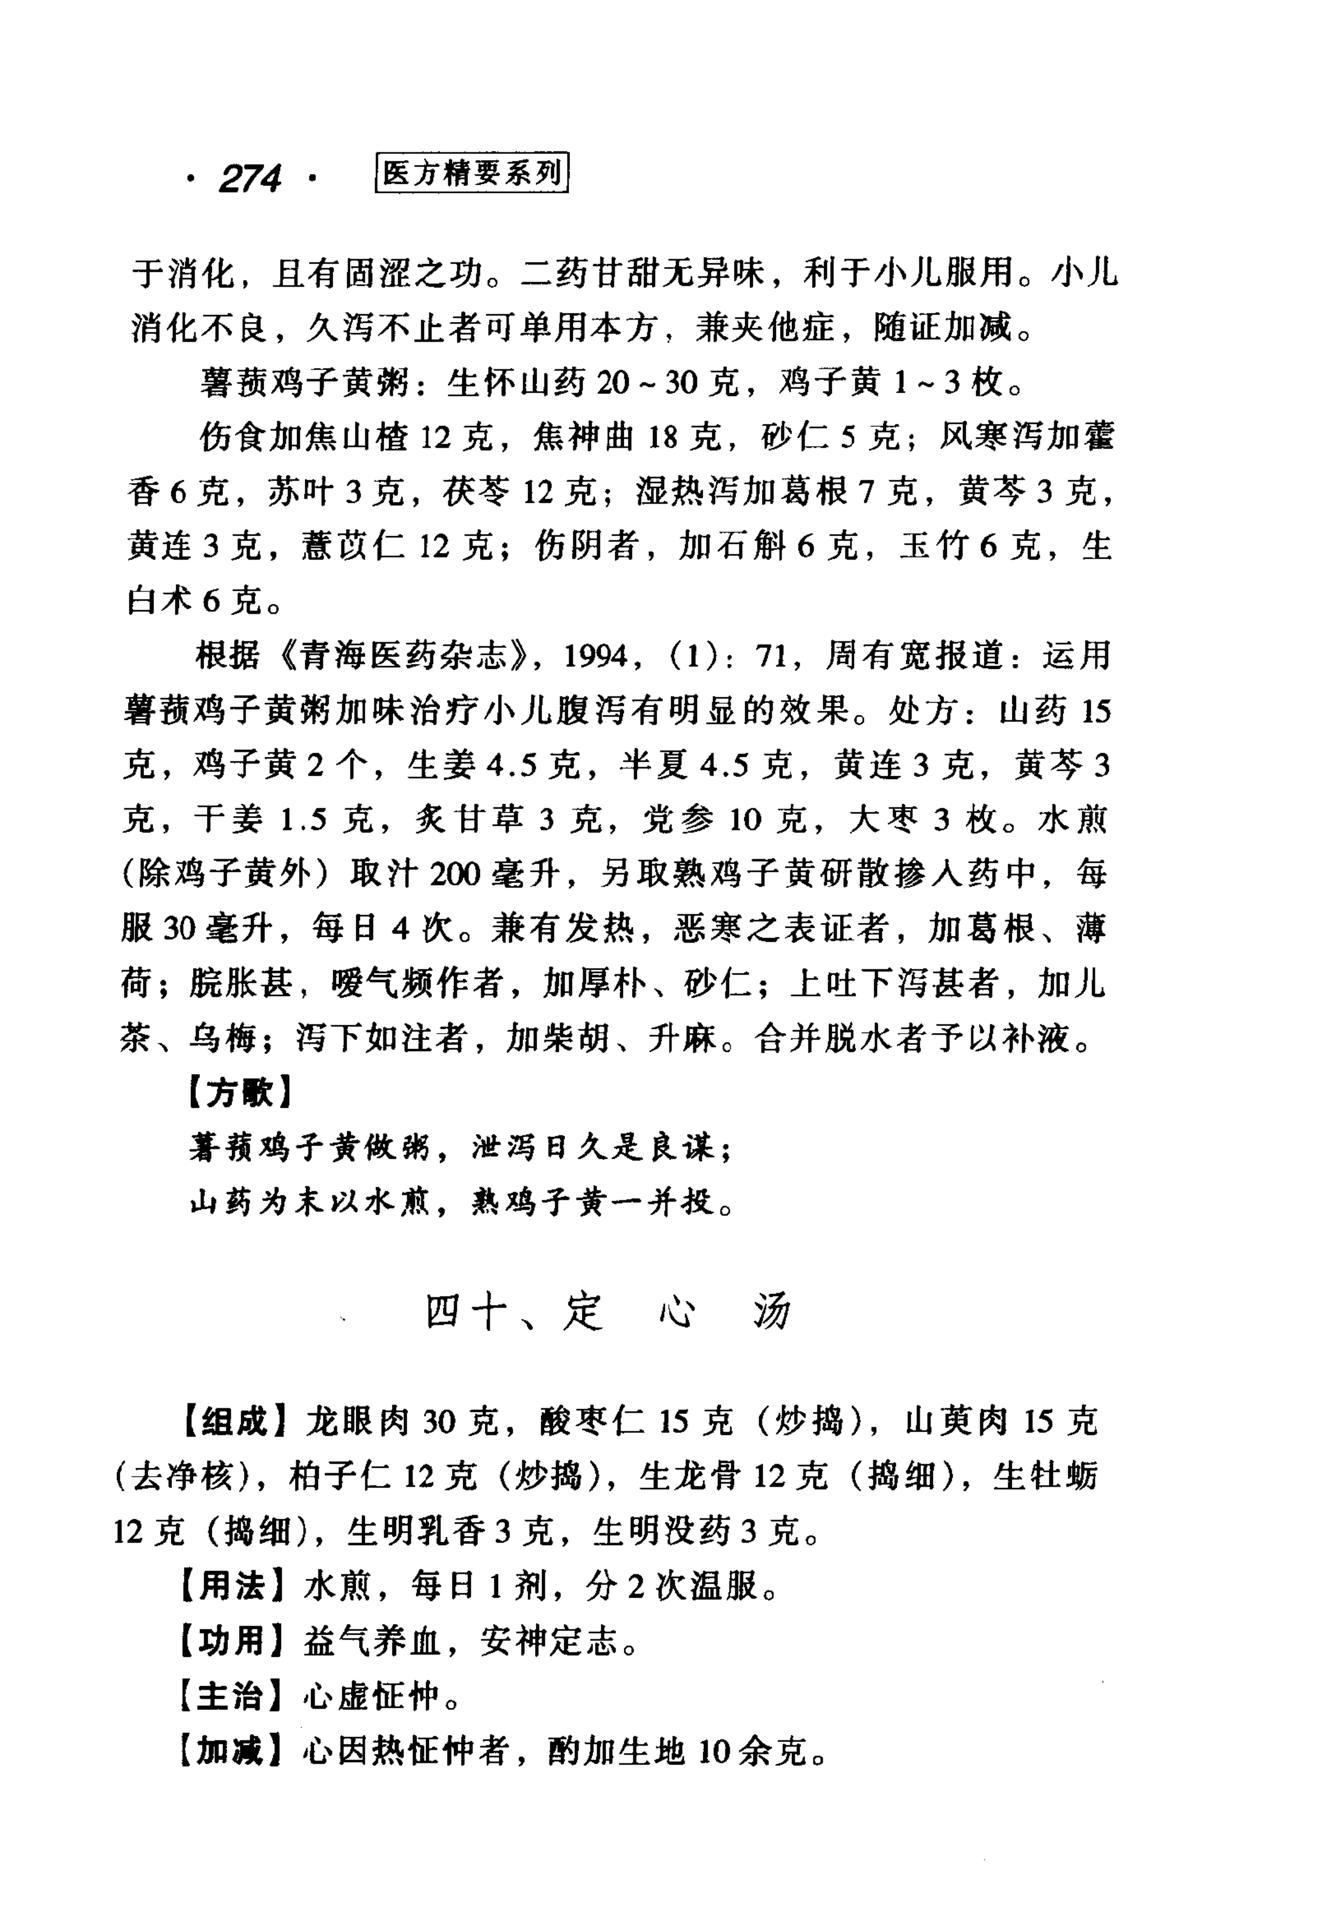 · 274 · 医方精要系列
于消化，且有固涩之功。二药甘甜无异味，利于小儿服用。小儿
消化不良，久泻不止者可单用本方，兼夹他症，随证加减。
薯蓣鸡子黄粥：生怀山药 20～30 克，鸡子黄 1～3 枚。
伤食加焦山楂 12 克，焦神曲 18 克，砂仁 5 克；风寒泻加藿
香 6 克，苏叶 3 克，茯苓 12 克；湿热泻加葛根 7 克，黄芩 3 克，
黄连 3 克，薏苡仁 12 克；伤阴者，加石斛 6 克，玉竹 6 克，生
白术 6 克。
根据《青海医药杂志》，1994，（1）：71，周有宽报道：运用
薯蓣鸡子黄粥加味治疗小儿腹泻有明显的效果。处方：山药 15
克，鸡子黄 2 个，生姜 4.5 克，半夏 4.5 克，黄连 3 克，黄芩 3
克，干姜 1.5 克，炙甘草 3 克，党参 10 克，大枣 3 枚。水煎
（除鸡子黄外）取汁 200 毫升，另取熟鸡子黄研散掺入药中，每
服 30 毫升，每日 4 次。兼有发热，恶寒之表证者，加葛根、薄
荷；脘胀甚，嗳气频作者，加厚朴、砂仁；上吐下泻甚者，加儿
茶、乌梅；泻下如注者，加柴胡、升麻。合并脱水者予以补液。
【方歌】
薯蓣鸡子黄做粥，泄泻日久是良谋；
山药为末以水煎，熟鸡子黄一并投。
四十、定 心 汤
【组成】龙眼肉 30 克，酸枣仁 15 克（炒捣），山萸肉 15 克
（去净核），柏子仁 12 克（炒捣），生龙骨 12 克（捣细），生牡蛎
12 克（捣细），生明乳香 3 克，生明没药 3 克。
【用法】水煎，每日 1 剂，分 2 次温服。
【功用】益气养血，安神定志。
【主治】心虚怔忡。
【加减】心因热怔忡者，酌加生地 10 余克。